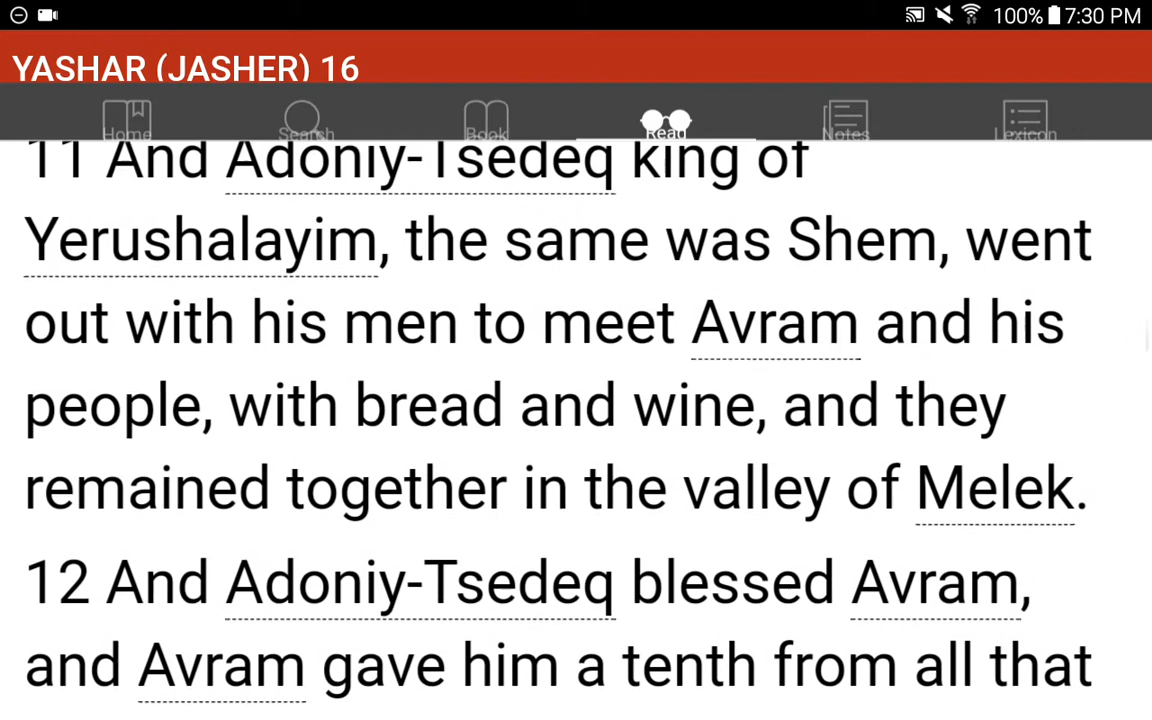 100% 7:30 PM
YASHAR (JASHER) 16
Home Search Book Read Notes Lexicon
11 And Adoniy-Tsedeq king of
Yerushalayim, the same was Shem, went
out with his men to meet Avram and his
people, with bread and wine, and they
remained together in the valley of Melek.
12 And Adoniy-Tsedeq blessed Avram,
and Avram gave him a tenth from all that